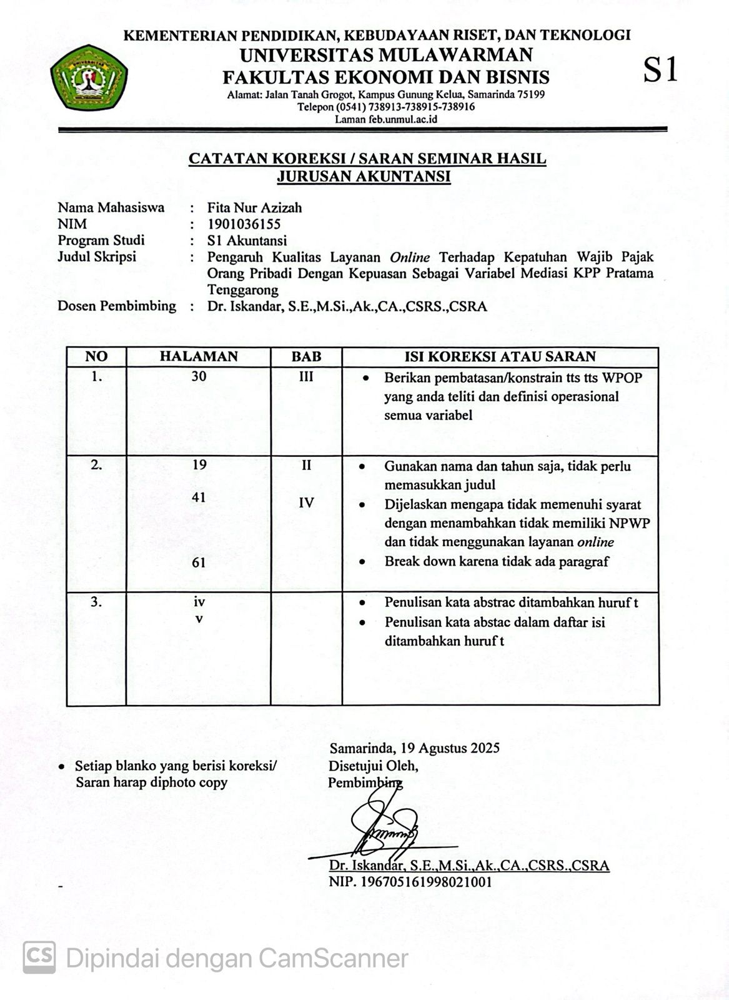 KEMENTERIAN PENDIDIKAN, KEBUDAYAAN RISET, DAN TEKNOLOGI
UNIVERSITAS MULAWARMAN
FAKULTAS EKONOMI DAN BISNIS
S1
Alamat: Jalan Tanah Grogot, Kampus Gunung Kelua, Samarinda 75199
Telepon (0541) 738913-738915-738916
Laman feb.unmul.ac.id
CATATAN KOREKSI / SARAN SEMINAR HASIL
JURUSAN AKUNTANSI
Nama Mahasiswa : Fita Nur Azizah
NIM : 1901036155
Program Studi : S1 Akuntansi
Judul Skripsi : Pengaruh Kualitas Layanan Online Terhadap Kepatuhan Wajib Pajak
Orang Pribadi Dengan Kepuasan Sebagai Variabel Mediasi KPP Pratama
Tenggarong
Dosen Pembimbing : Dr. Iskandar, S.E.,M.Si.,Ak.,CA.,CSRS.,CSRA
NO HALAMAN BAB ISI KOREKSI ATAU SARAN
1. 30 III • Berikan pembatasan/konstrain tts tts WPOP
yang anda teliti dan definisi operasional
semua variabel
2. 19 II • Gunakan nama dan tahun saja, tidak perlu
memasukkan judul
41 IV • Dijelaskan mengapa tidak memenuhi syarat
dengan menambahkan tidak memiliki NPWP
dan tidak menggunakan layanan online
61 • Break down karena tidak ada paragraf
3. iv • Penulisan kata abstrac ditambahkan huruf t
v • Penulisan kata abstac dalam daftar isi
ditambahkan huruf t
Samarinda, 19 Agustus 2025
• Setiap blanko yang berisi koreksi/ Disetujui Oleh,
Saran harap diphoto copy Pembimbing
Dr. Iskandar, S.E.,M.Si.,Ak.,CA.,CSRS.,CSRA
- NIP. 196705161998021001
CS Dipindai dengan CamScanner